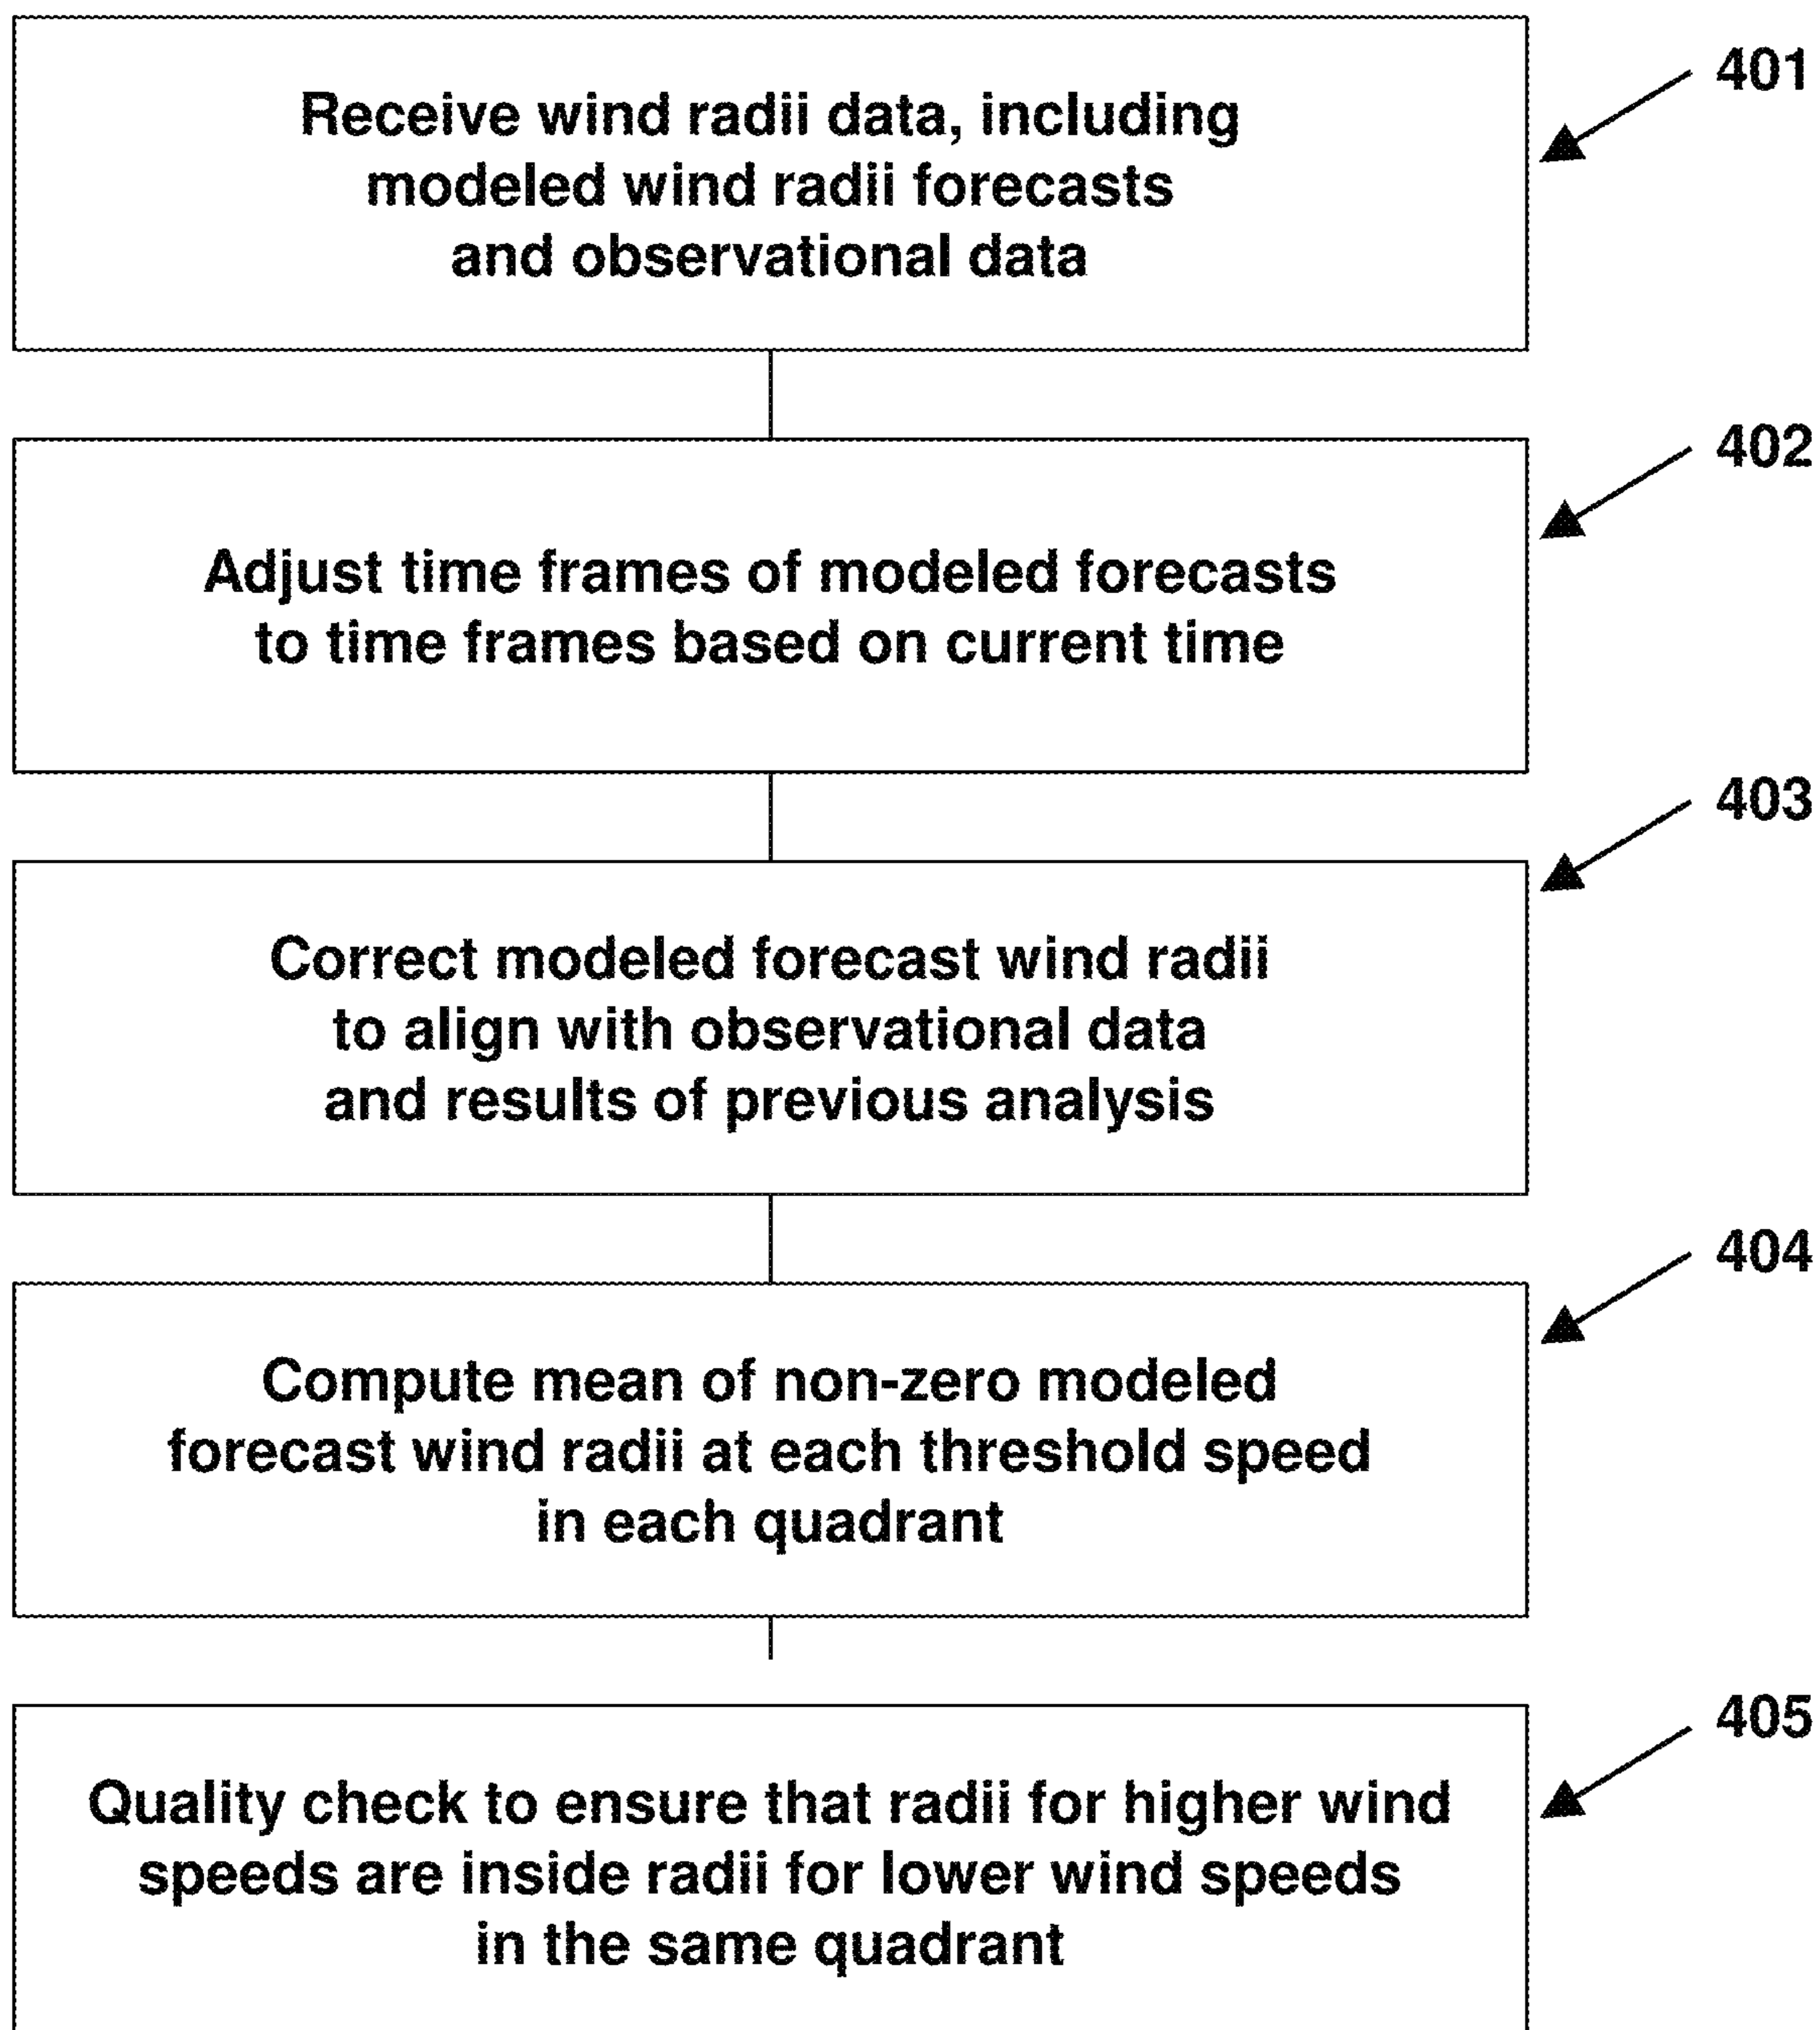 Receive wind radii data, including
modeled wind radii forecasts
and observational data
401
Adjust time frames of modeled forecasts
to time frames based on current time
402
Correct modeled forecast wind radii
to align with observational data
and results of previous analysis
403
Compute mean of non-zero modeled
forecast wind radii at each threshold speed
in each quadrant
404
Quality check to ensure that radii for higher wind
speeds are inside radii for lower wind speeds
in the same quadrant
405